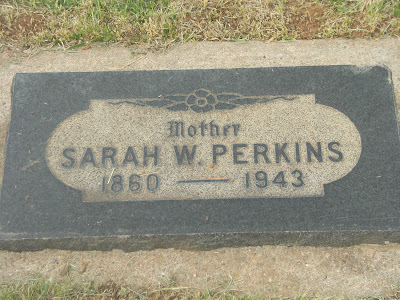 Mother
SARAH W. PERKINS
1860 — 1943